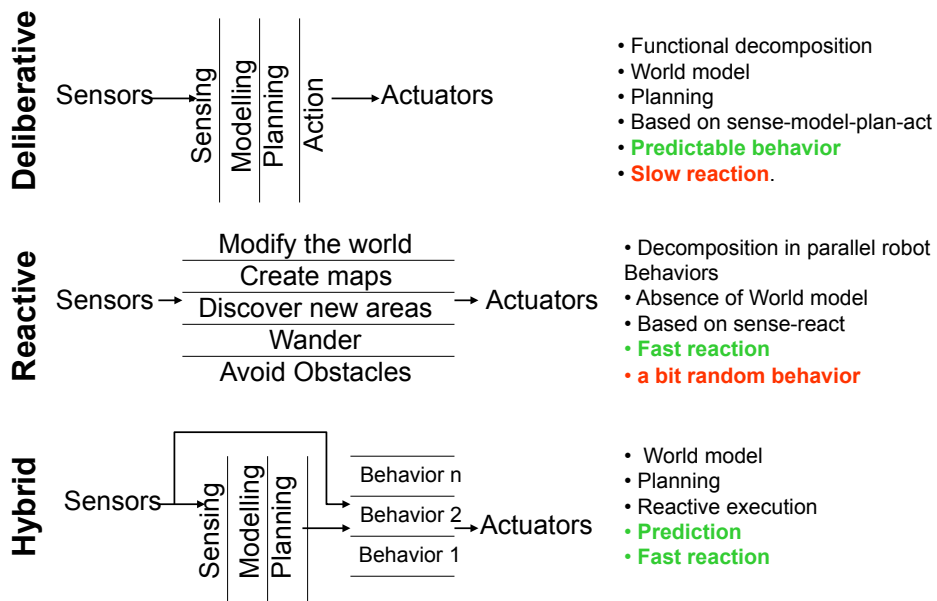 Deliberative
Sensors
Sensing
Modelling
Planning
Action
Actuators
• Functional decomposition
• World model
• Planning
• Based on sense-model-plan-act
• Predictable behavior
• Slow reaction.
Reactive
Sensors
Modify the world
Create maps
Discover new areas
Wander
Avoid Obstacles
Actuators
• Decomposition in parallel robot
Behaviors
• Absence of World model
• Based on sense-react
• Fast reaction
• a bit random behavior
Hybrid
Sensors
Sensing
Modelling
Planning
Behavior n
Behavior 2
Behavior 1
Actuators
• World model
• Planning
• Reactive execution
• Prediction
• Fast reaction